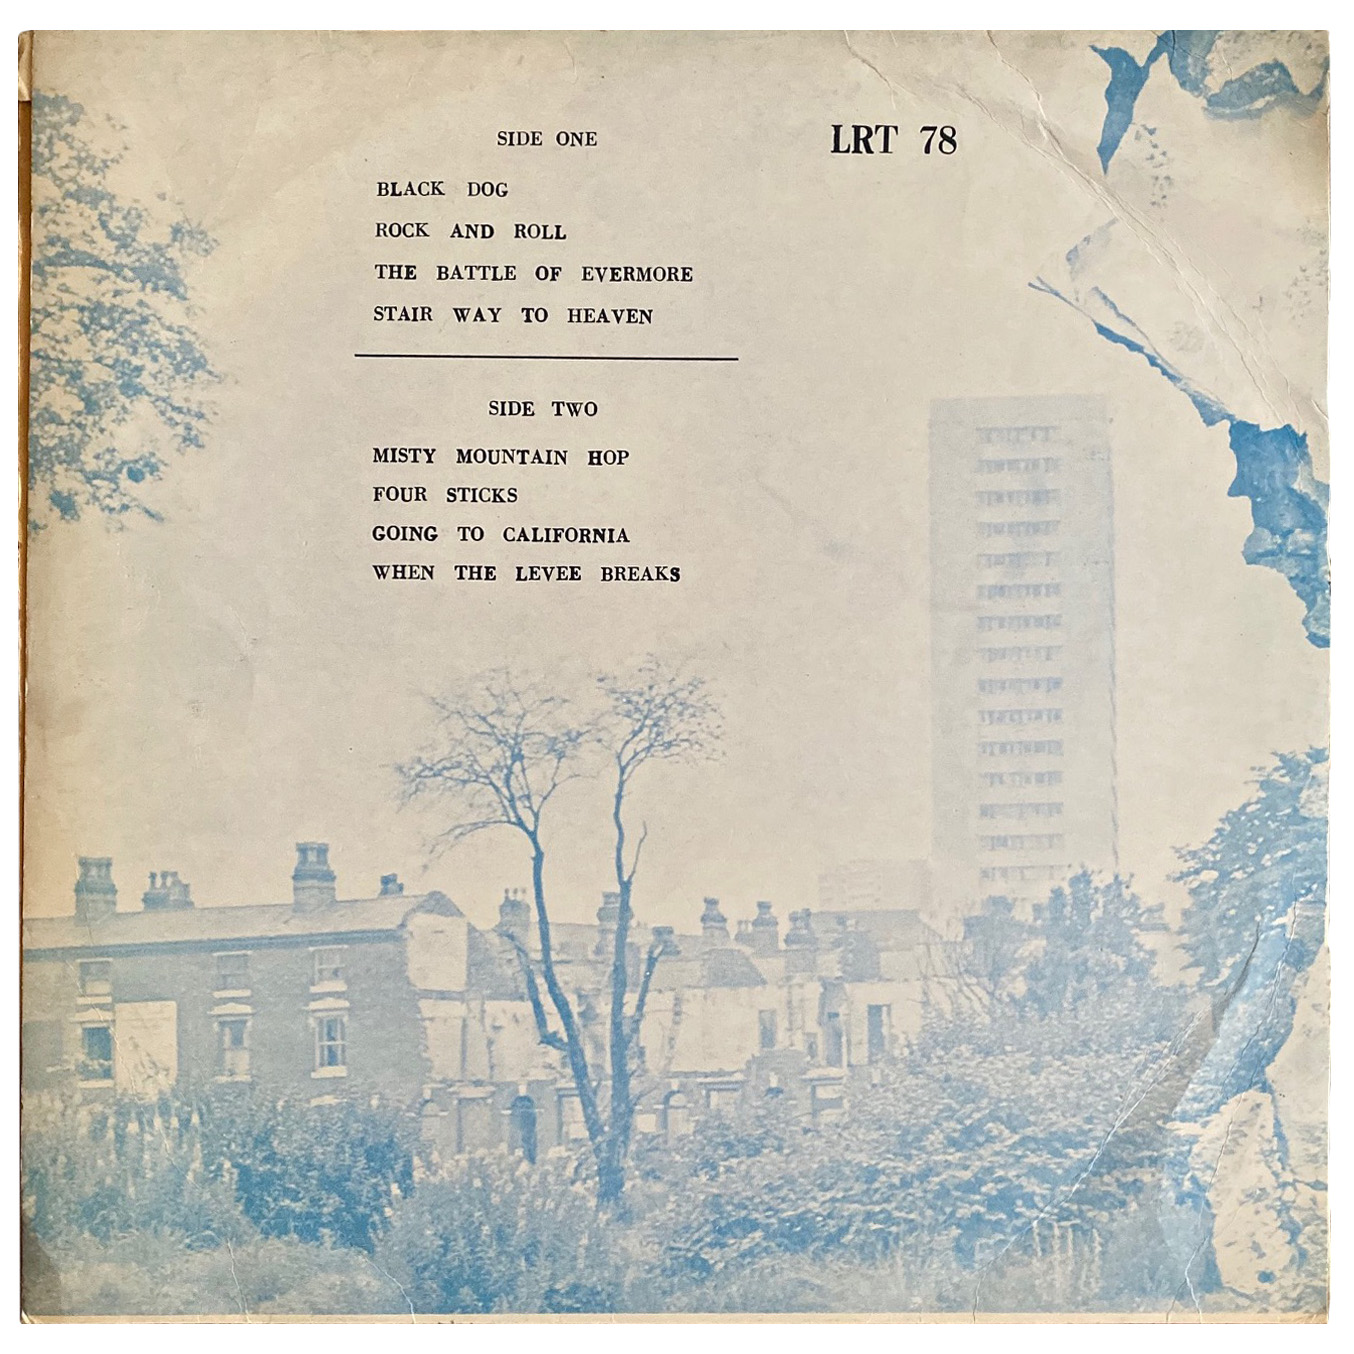 SIDE ONE
LRT 78
BLACK DOG
ROCK AND ROLL
THE BATTLE OF EVERMORE
STAIR WAY TO HEAVEN
SIDE TWO
MISTY MOUNTAIN HOP
FOUR STICKS
GOING TO CALIFORNIA
WHEN THE LEVEE BREAKS